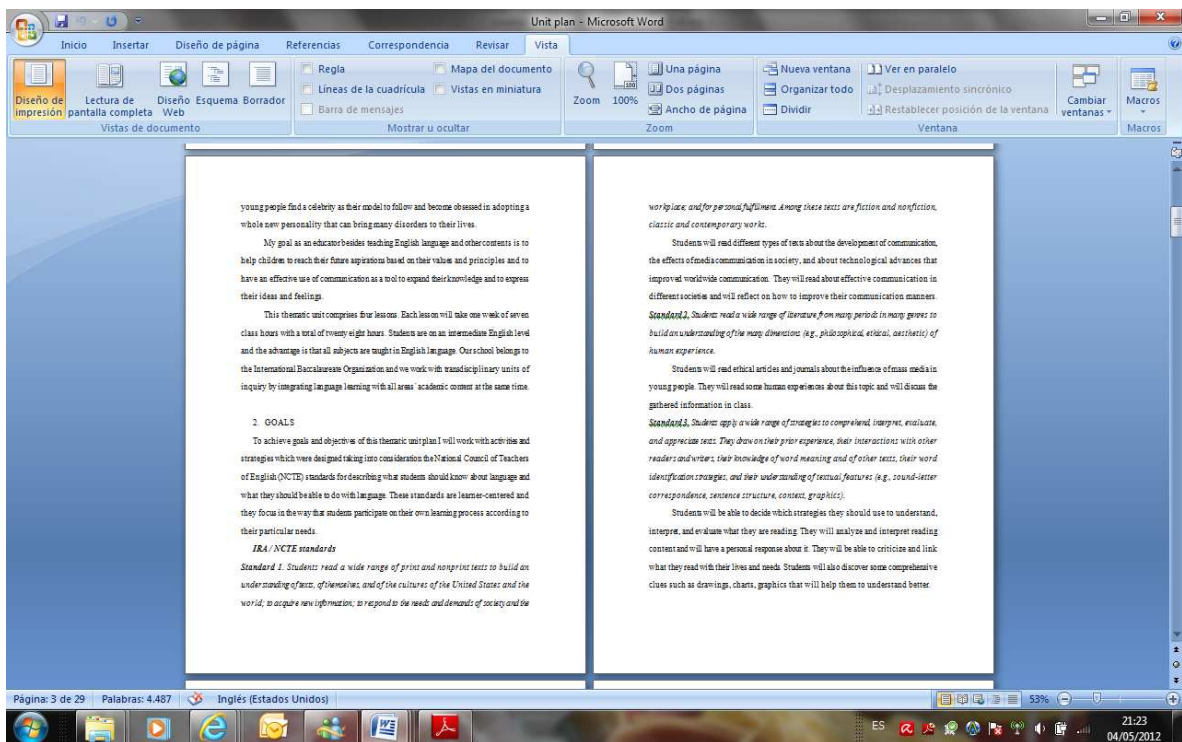 Unit plan - Microsoft Word
Inicio Insertar Diseño de página Referencias Correspondencia Revisar Vista
Diseño de impresión
Lectura de pantalla completa
Diseño Web
Esquema
Borrador
Vistas de documento
Regla
Líneas de la cuadrícula
Barra de mensajes
Mapa del documento
Vistas en miniatura
Mostrar u ocultar
Zoom
100%
Una página
Dos páginas
Ancho de página
Zoom
Nueva ventana
Organizar todo
Dividir
Ver en paralelo
Desplazamiento sincrónico
Restablecer posición de la ventana
Cambiar ventanas
Ventana
Macros
Macros
young people find a celebrity as their model to follow and become obsessed in adopting a
whole new personality that can bring many disorders to their lives.
My goal as an educator besides teaching English language and other contents is to
help children to reach their future aspirations based on their values and principles and to
have an effective use of communication as a tool to expand their knowledge and to express
their ideas and feelings.
This thematic unit comprises four lessons. Each lesson will take one week of seven
class hours with a total of twenty eight hours. Students are on an intermediate English level
and the advantage is that all subjects are taught in English language. Our school belongs to
the International Baccalaureate Organization and we work with transdisciplinary units of
inquiry by integrating language learning with all areas´ academic content at the same time.
2. GOALS
To achieve goals and objectives of this thematic unit plan I will work with activities and
strategies which were designed taking into consideration the National Council of Teachers
of English (NCTE) standards for describing what students should know about language and
what they should be able to do with language. These standards are learner-centered and
they focus in the way that students participate on their own learning process according to
their particular needs.
IRA / NCTE standards
Standard 1. Students read a wide range of print and nonprint texts to build an
understanding of texts, of themselves, and of the cultures of the United States and the
world; to acquire new information; to respond to the needs and demands of society and the
workplace; and for personal fulfillment. Among these texts are fiction and nonfiction,
classic and contemporary works.
Students will read different types of texts about the development of communication,
the effects of media communication in society, and about technological advances that
improved worldwide communication. They will read about effective communication in
different societies and will reflect on how to improve their communication manners.
Standard 2. Students read a wide range of literature from many periods in many genres to
build an understanding of the many dimensions (e.g., philosophical, ethical, aesthetic) of
human experience.
Students will read ethical articles and journals about the influence of mass media in
young people. They will read some human experiences about this topic and will discuss the
gathered information in class.
Standard 3. Students apply a wide range of strategies to comprehend, interpret, evaluate,
and appreciate texts. They draw on their prior experience, their interactions with other
readers and writers, their knowledge of word meaning and of other texts, their word
identification strategies, and their understanding of textual features (e.g., sound-letter
correspondence, sentence structure, context, graphics).
Students will be able to decide which strategies they should use to understand,
interpret, and evaluate what they are reading. They will analyze and interpret reading
content and will have a personal response about it. They will be able to criticize and link
what they read with their lives and needs. Students will also discover some comprehensive
clues such as drawings, charts, graphics that will help them to understand better.
Página: 3 de 29 Palabras: 4.487 Inglés (Estados Unidos) 53%
ES 21:23
04/05/2012